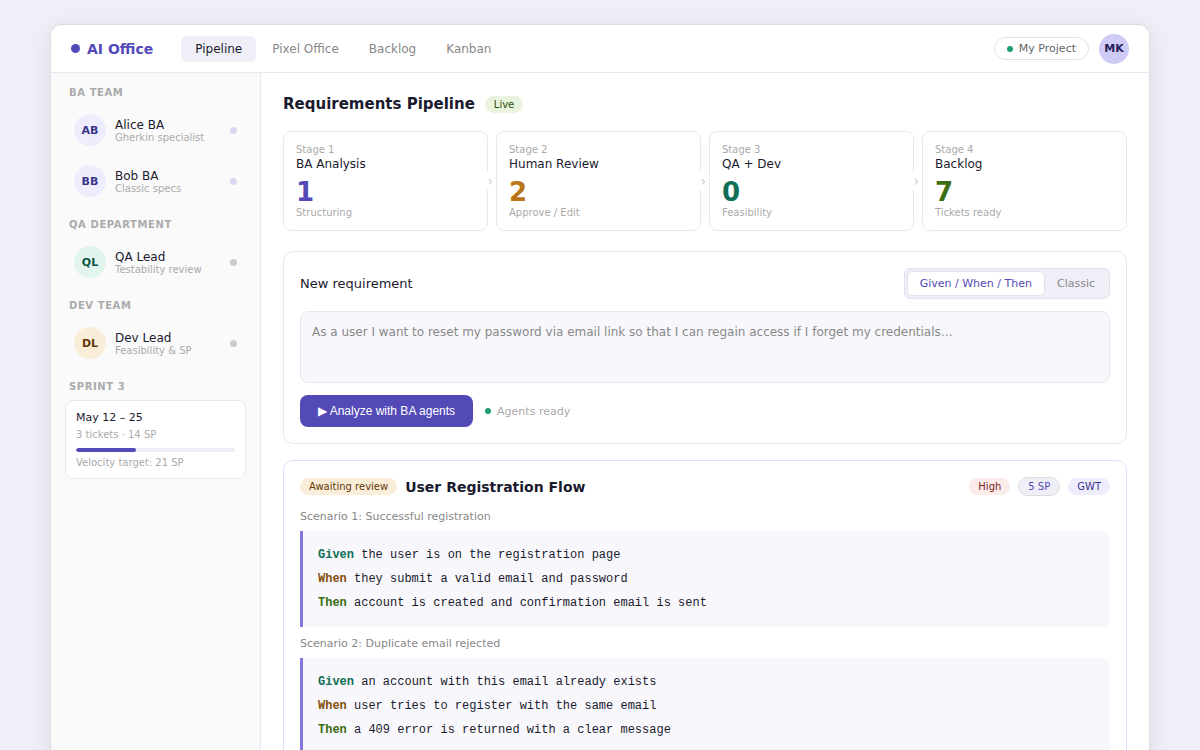 AI Office
Pipeline
Pixel Office
Backlog
Kanban
My Project
MK
BA TEAM
AB
Alice BA
Gherkin specialist
BB
Bob BA
Classic specs
QA DEPARTMENT
QL
QA Lead
Testability review
DEV TEAM
DL
Dev Lead
Feasibility & SP
SPRINT 3
May 12 – 25
3 tickets · 14 SP
Velocity target: 21 SP
Requirements Pipeline
Live
Stage 1
BA Analysis
1
Structuring
›
Stage 2
Human Review
2
Approve / Edit
›
Stage 3
QA + Dev
0
Feasibility
›
Stage 4
Backlog
7
Tickets ready
New requirement
Given / When / Then
Classic
As a user I want to reset my password via email link so that I can regain access if I forget my credentials...
▶ Analyze with BA agents
Agents ready
Awaiting review
User Registration Flow
High
5 SP
GWT
Scenario 1: Successful registration
Given the user is on the registration page
When they submit a valid email and password
Then account is created and confirmation email is sent
Scenario 2: Duplicate email rejected
Given an account with this email already exists
When user tries to register with the same email
Then a 409 error is returned with a clear message